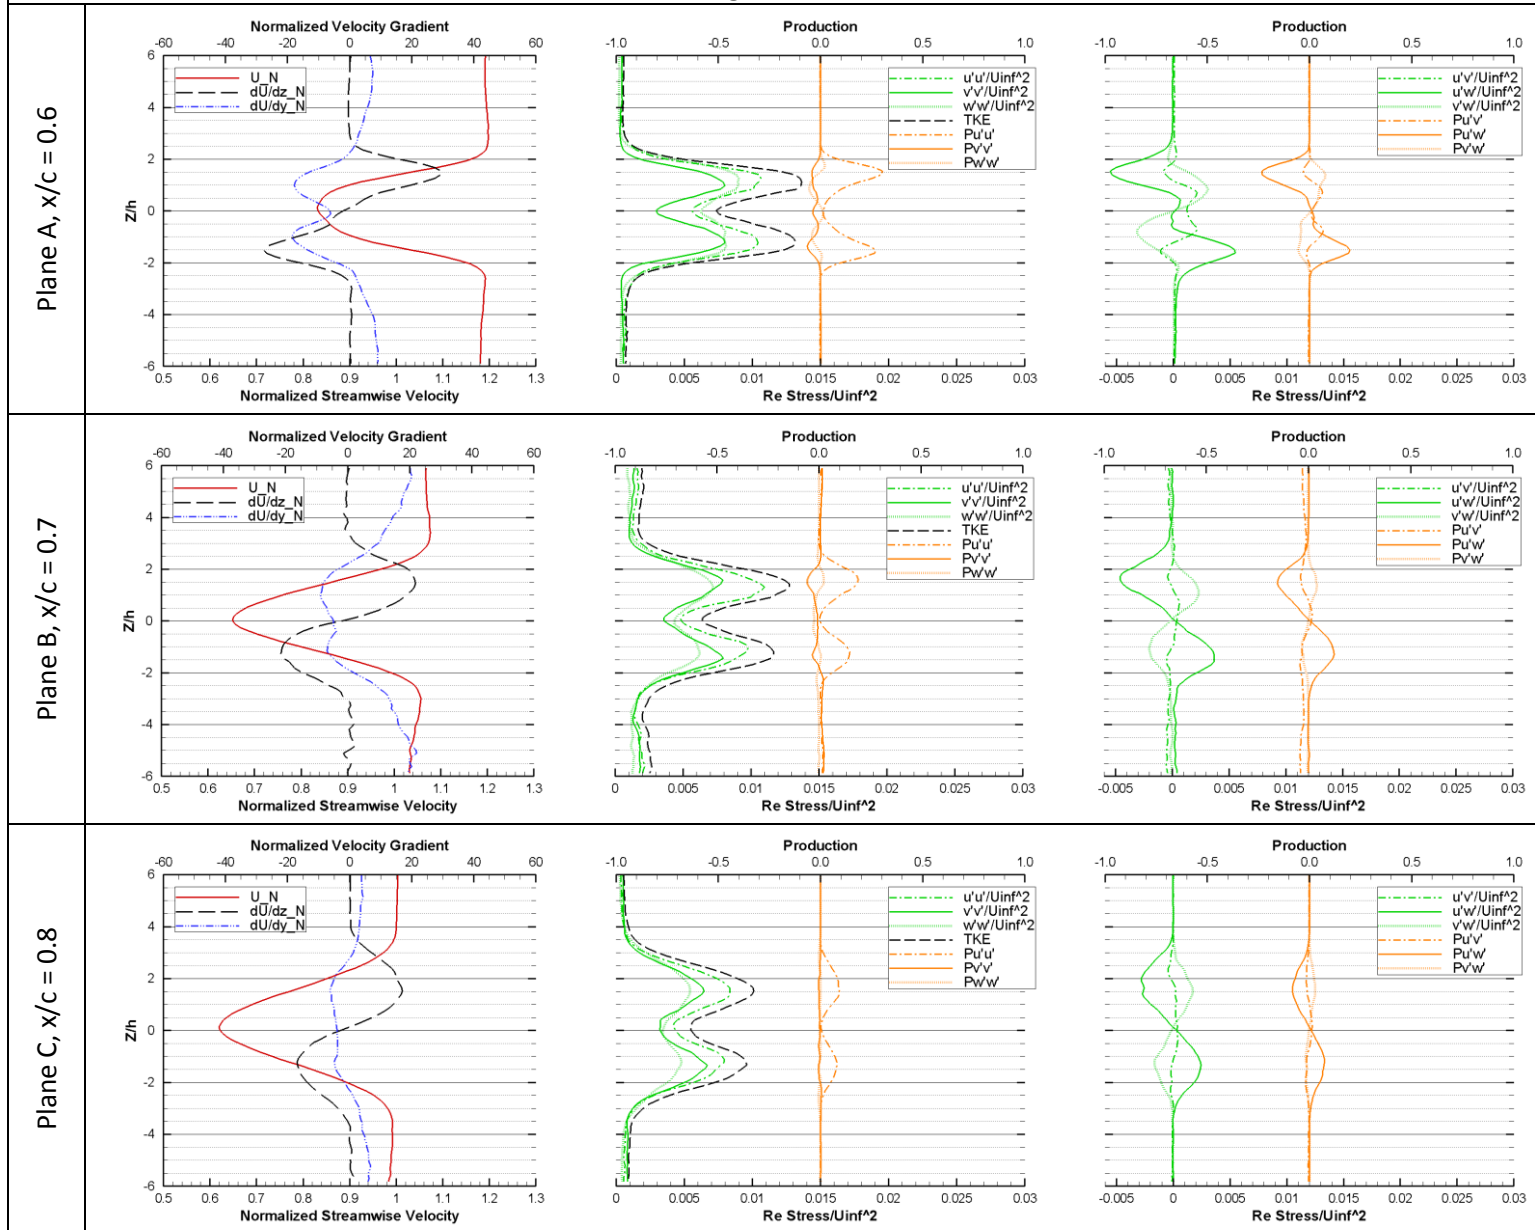 Plane A, x/c = 0.6
Normalized Velocity Gradient
-60 -40 -20 0 20 40 60
U_N
dU/dz_N
dU/dy_N
Z/h
6
4
2
0
-2
-4
-6
0.5 0.6 0.7 0.8 0.9 1 1.1 1.2 1.3
Normalized Streamwise Velocity
Production
-1.0 -0.5 0.0 0.5 1.0
u'u'/Uinf^2
v'v'/Uinf^2
w'w'/Uinf^2
TKE
Pu'u'
Pv'v'
Pw'w'
0 0.005 0.01 0.015 0.02 0.025 0.03
Re Stress/Uinf^2
Production
-1.0 -0.5 0.0 0.5 1.0
u'v'/Uinf^2
u'w'/Uinf^2
v'w'/Uinf^2
Pu'v'
Pu'w'
Pv'w'
-0.005 0 0.005 0.01 0.015 0.02 0.025 0.03
Re Stress/Uinf^2
Plane B, x/c = 0.7
Normalized Velocity Gradient
-60 -40 -20 0 20 40 60
U_N
dU/dz_N
dU/dy_N
Z/h
6
4
2
0
-2
-4
-6
0.5 0.6 0.7 0.8 0.9 1 1.1 1.2 1.3
Normalized Streamwise Velocity
Production
-1.0 -0.5 0.0 0.5 1.0
u'u'/Uinf^2
v'v'/Uinf^2
w'w'/Uinf^2
TKE
Pu'u'
Pv'v'
Pw'w'
0 0.005 0.01 0.015 0.02 0.025 0.03
Re Stress/Uinf^2
Production
-1.0 -0.5 0.0 0.5 1.0
u'v'/Uinf^2
u'w'/Uinf^2
v'w'/Uinf^2
Pu'v'
Pu'w'
Pv'w'
-0.005 0 0.005 0.01 0.015 0.02 0.025 0.03
Re Stress/Uinf^2
Plane C, x/c = 0.8
Normalized Velocity Gradient
-60 -40 -20 0 20 40 60
U_N
dU/dz_N
dU/dy_N
Z/h
6
4
2
0
-2
-4
-6
0.5 0.6 0.7 0.8 0.9 1 1.1 1.2 1.3
Normalized Streamwise Velocity
Production
-1.0 -0.5 0.0 0.5 1.0
u'u'/Uinf^2
v'v'/Uinf^2
w'w'/Uinf^2
TKE
Pu'u'
Pv'v'
Pw'w'
0 0.005 0.01 0.015 0.02 0.025 0.03
Re Stress/Uinf^2
Production
-1.0 -0.5 0.0 0.5 1.0
u'v'/Uinf^2
u'w'/Uinf^2
v'w'/Uinf^2
Pu'v'
Pu'w'
Pv'w'
-0.005 0 0.005 0.01 0.015 0.02 0.025 0.03
Re Stress/Uinf^2